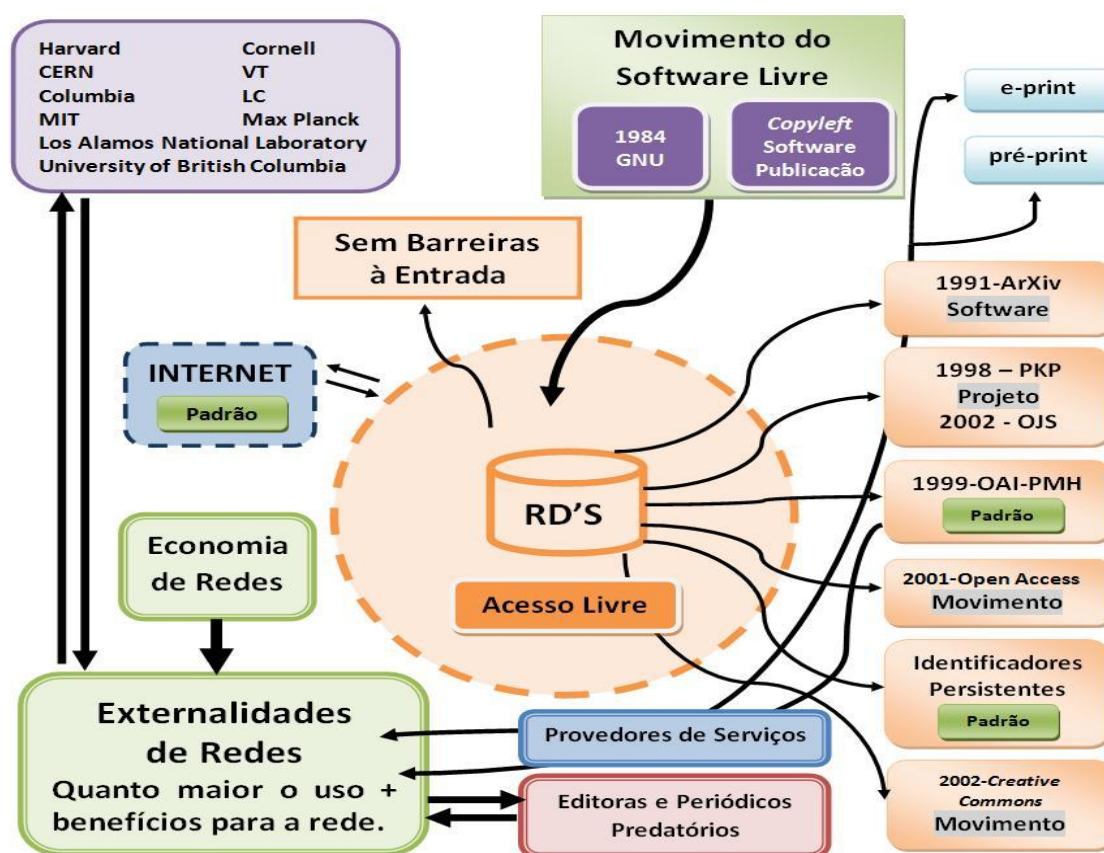 Harvard Cornell
CERN VT
Columbia LC
MIT Max Planck
Los Alamos National Laboratory
University of British Columbia
Movimento do
Software Livre
1984
GNU
Copyleft
Software
Publicação
e-print
pré-print
Sem Barreiras
à Entrada
INTERNET
Padrão
1991-ArXiv
Software
1998 – PKP
Projeto
2002 - OJS
RD'S
Acesso Livre
1999-OAI-PMH
Padrão
2001-Open Access
Movimento
Identificadores
Persistentes
Padrão
2002-Creative
Commons
Movimento
Economia
de Redes
Externalidades
de Redes
Quanto maior o uso +
benefícios para a rede.
Provedores de Serviços
Editoras e Periódicos
Predatórios